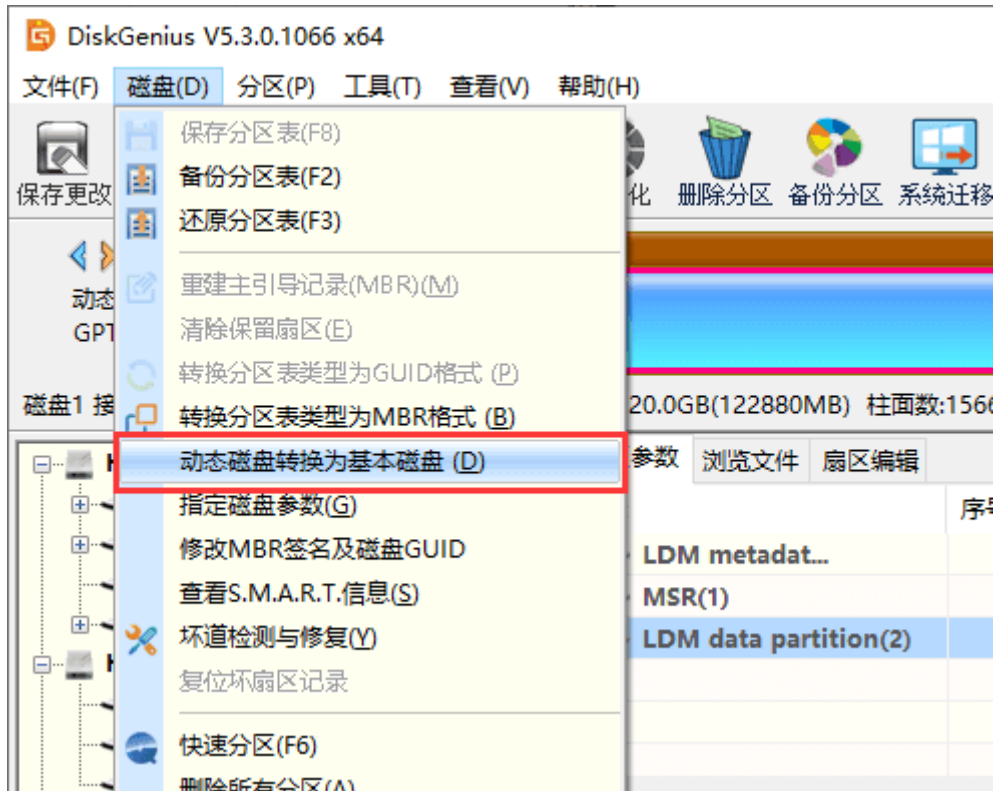 DiskGenius V5.3.0.1066 x64
文件(F) 磁盘(D) 分区(P) 工具(T) 查看(V) 帮助(H)
保存更改 化 删除分区 备份分区 系统迁移
保存分区表(F8)
备份分区表(F2)
还原分区表(F3)
重建主引导记录(MBR)(M)
清除保留扇区(E)
转换分区表类型为GUID格式 (P)
转换分区表类型为MBR格式 (B)
动态磁盘转换为基本磁盘 (D)
指定磁盘参数(G)
修改MBR签名及磁盘GUID
查看S.M.A.R.T.信息(S)
坏道检测与修复(Y)
复位坏扇区记录
快速分区(F6)
删除所有分区(A)
动态
GPT
磁盘1 接
20.0GB(122880MB) 柱面数:1566
参数 浏览文件 扇区编辑
序号
LDM metadat...
MSR(1)
LDM data partition(2)